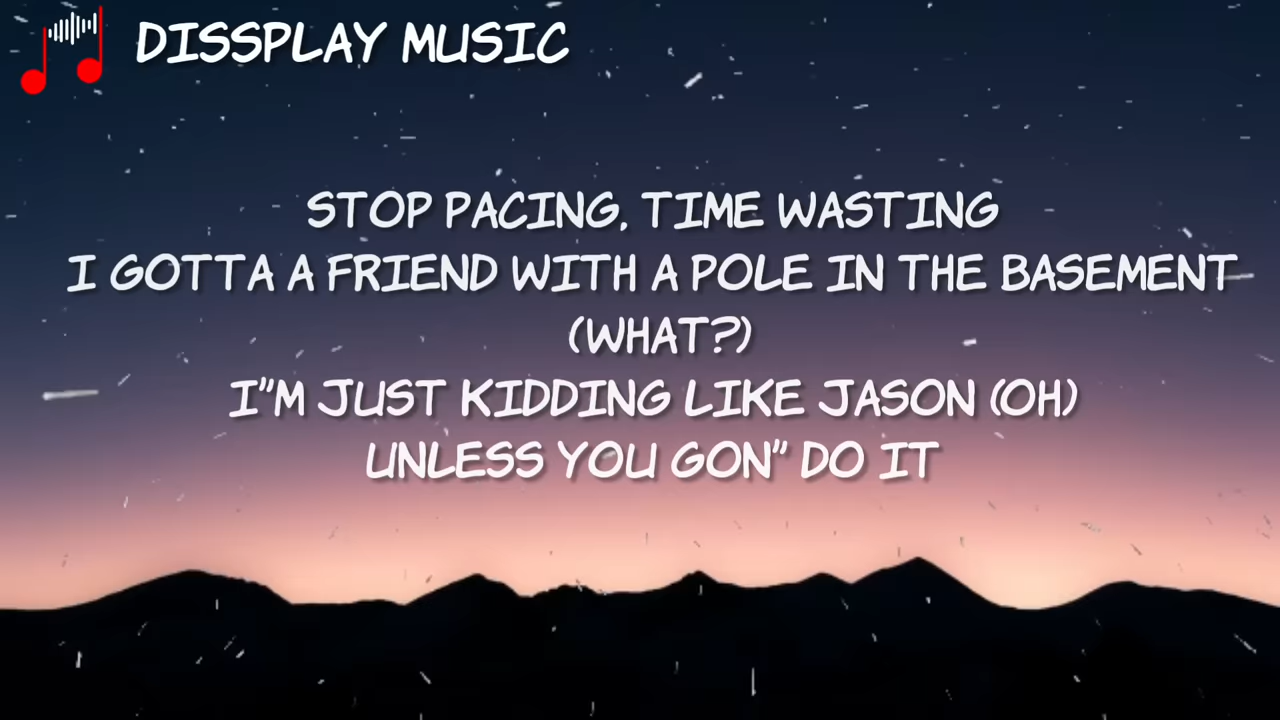 DISSPLAY MUSIC
STOP PACING, TIME WASTING
I GOTTA A FRIEND WITH A POLE IN THE BASEMENT
(WHAT?)
I"M JUST KIDDING LIKE JASON (OH)
UNLESS YOU GON" DO IT